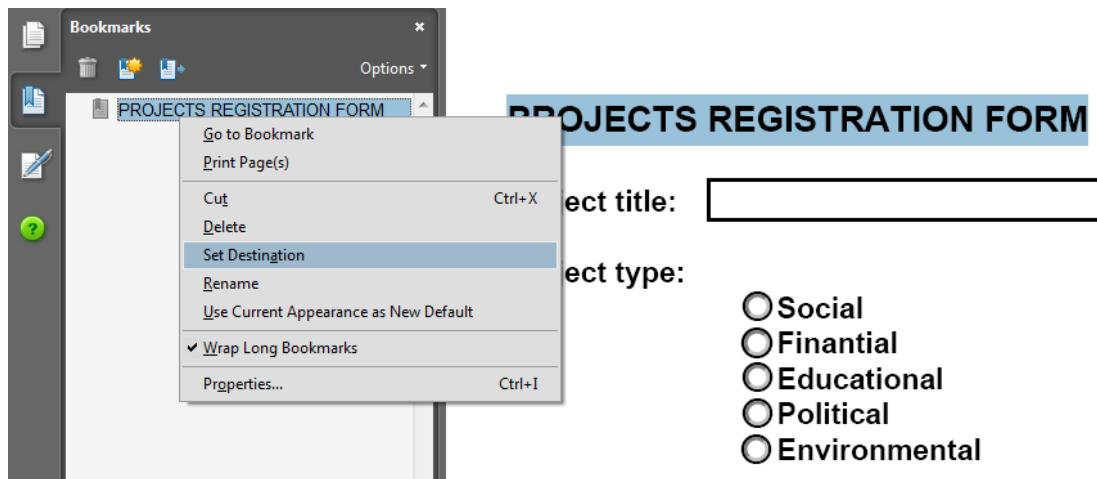 Bookmarks
Options
PROJECTS REGISTRATION FORM
Go to Bookmark
Print Page(s)
Cut Ctrl+X
Delete
Set Destination
Rename
Use Current Appearance as New Default
Wrap Long Bookmarks
Properties... Ctrl+I
PROJECTS REGISTRATION FORM
ect title:
ect type:
Social
Finantial
Educational
Political
Environmental